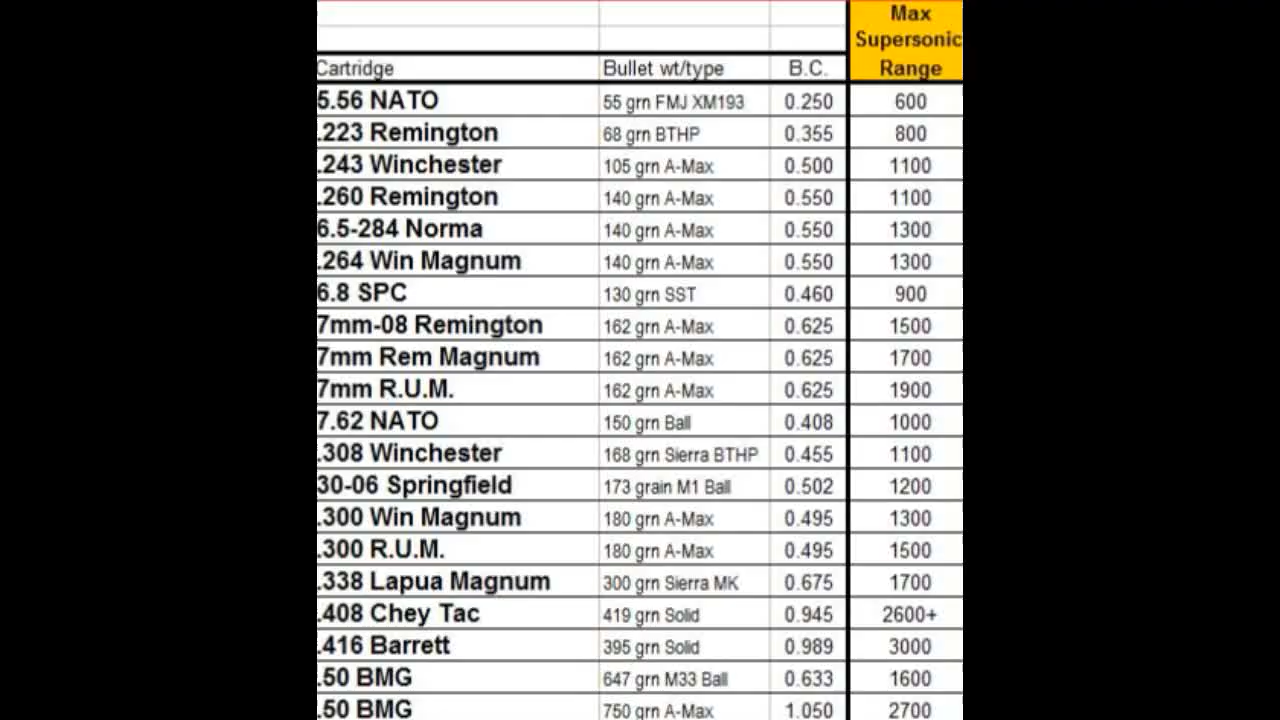 Max
Supersonic
Cartridge Bullet wt/type B.C. Range
5.56 NATO 55 grn FMJ XM193 0.250 600
.223 Remington 68 grn BTHP 0.355 800
.243 Winchester 105 grn A-Max 0.500 1100
.260 Remington 140 grn A-Max 0.550 1100
6.5-284 Norma 140 grn A-Max 0.550 1300
.264 Win Magnum 140 grn A-Max 0.550 1300
6.8 SPC 130 grn SST 0.460 900
7mm-08 Remington 162 grn A-Max 0.625 1500
7mm Rem Magnum 162 grn A-Max 0.625 1700
7mm R.U.M. 162 grn A-Max 0.625 1900
7.62 NATO 150 grn Ball 0.408 1000
.308 Winchester 168 grn Sierra BTHP 0.455 1100
30-06 Springfield 173 grain M1 Ball 0.502 1200
.300 Win Magnum 180 grn A-Max 0.495 1300
.300 R.U.M. 180 grn A-Max 0.495 1500
.338 Lapua Magnum 300 grn Sierra MK 0.675 1700
.408 Chey Tac 419 grn Solid 0.945 2600+
.416 Barrett 395 grn Solid 0.989 3000
.50 BMG 647 grn M33 Ball 0.633 1600
.50 BMG 750 grn A-Max 1.050 2700